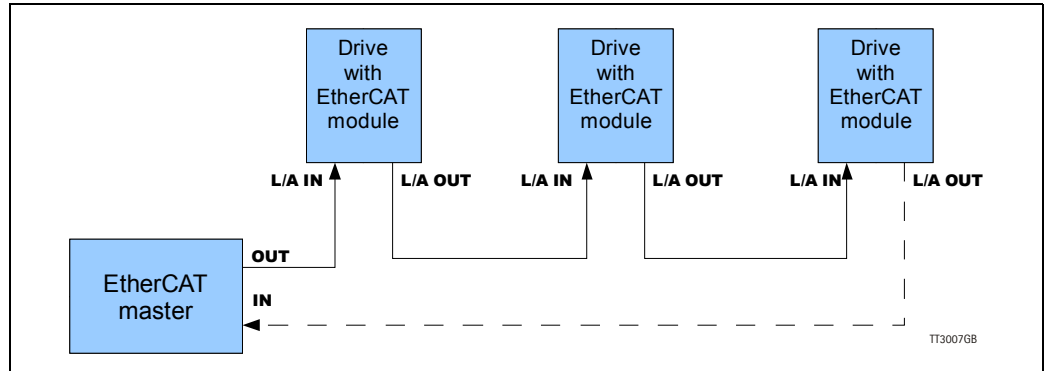 Drive
with
EtherCAT
module
Drive
with
EtherCAT
module
Drive
with
EtherCAT
module
L/A IN
L/A OUT
L/A IN
L/A OUT
L/A IN
L/A OUT
EtherCAT
master
OUT
IN
TT3007GB